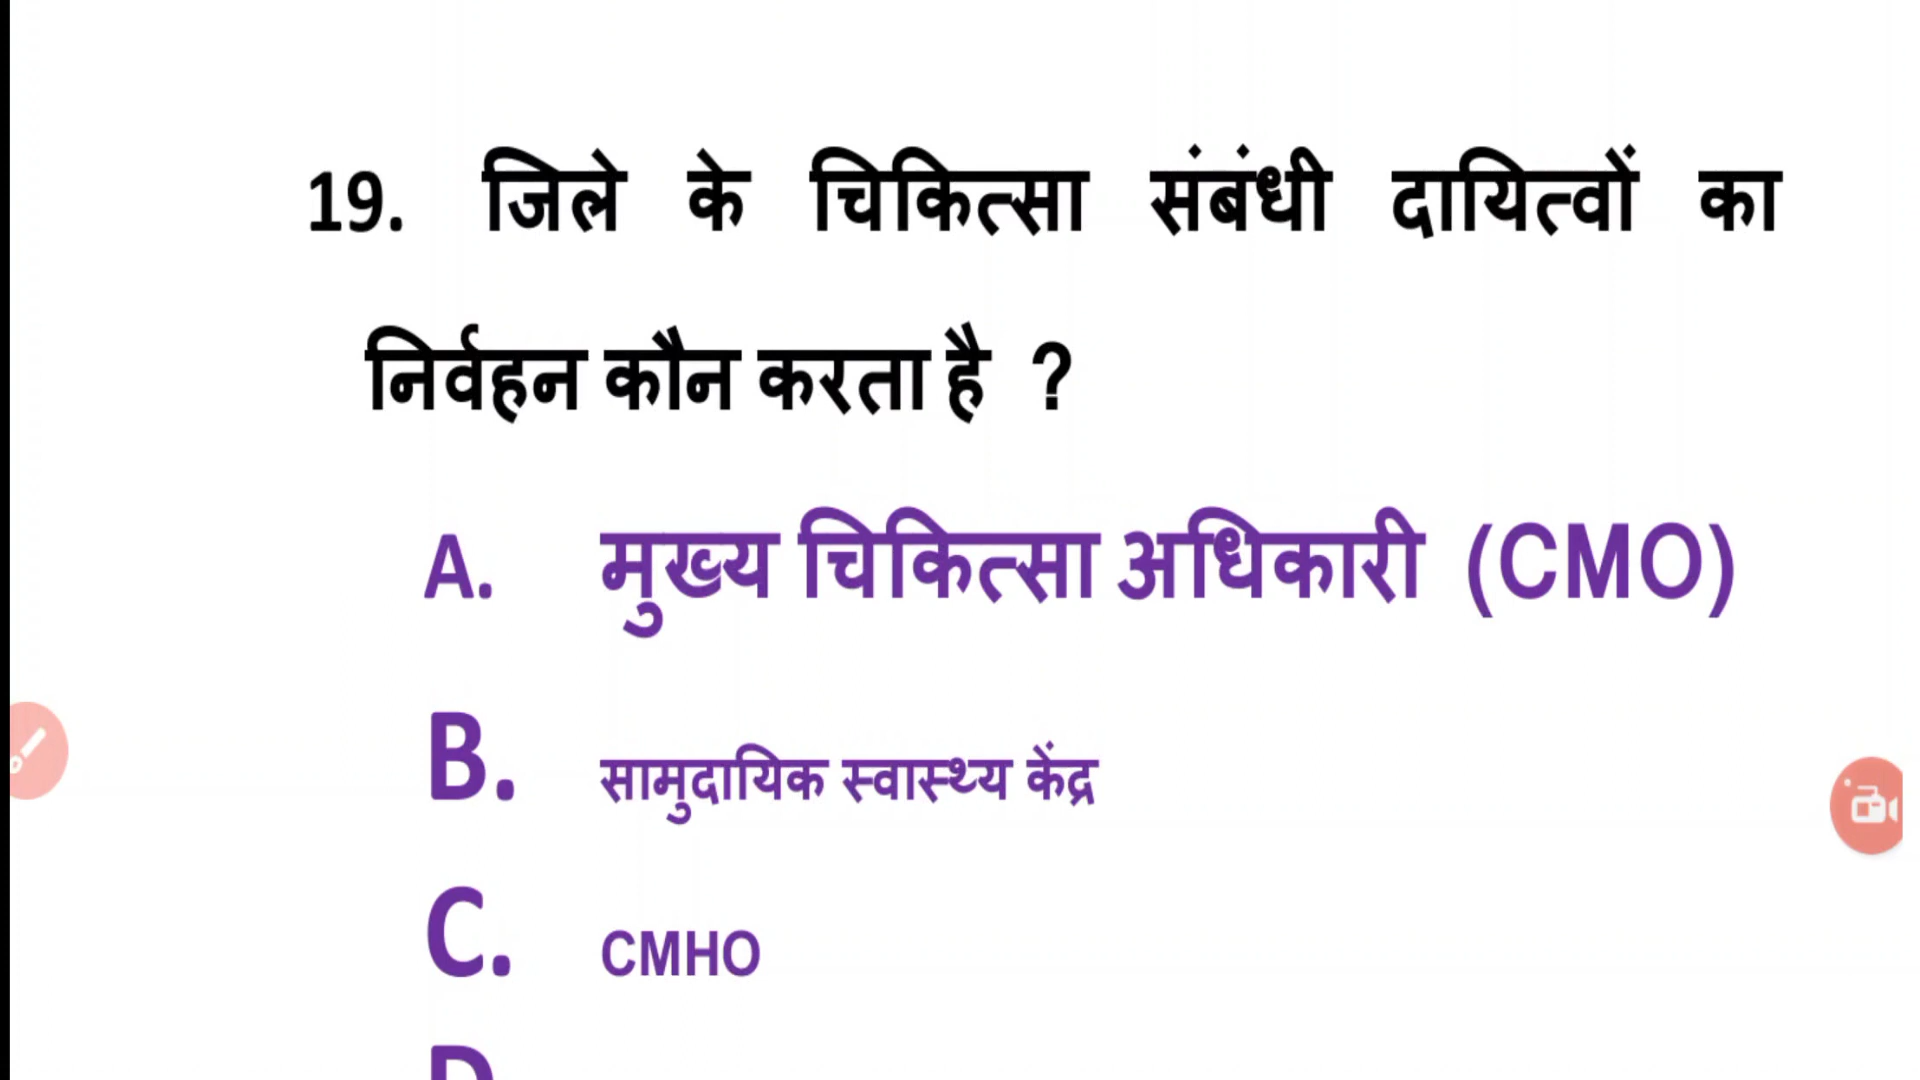 19. जिले के चिकित्सा संबंधी दायित्वों का
निर्वहन कौन करता है ?
A. मुख्य चिकित्सा अधिकारी (CMO)
B. सामुदायिक स्वास्थ्य केंद्र
C. CMHO
D.